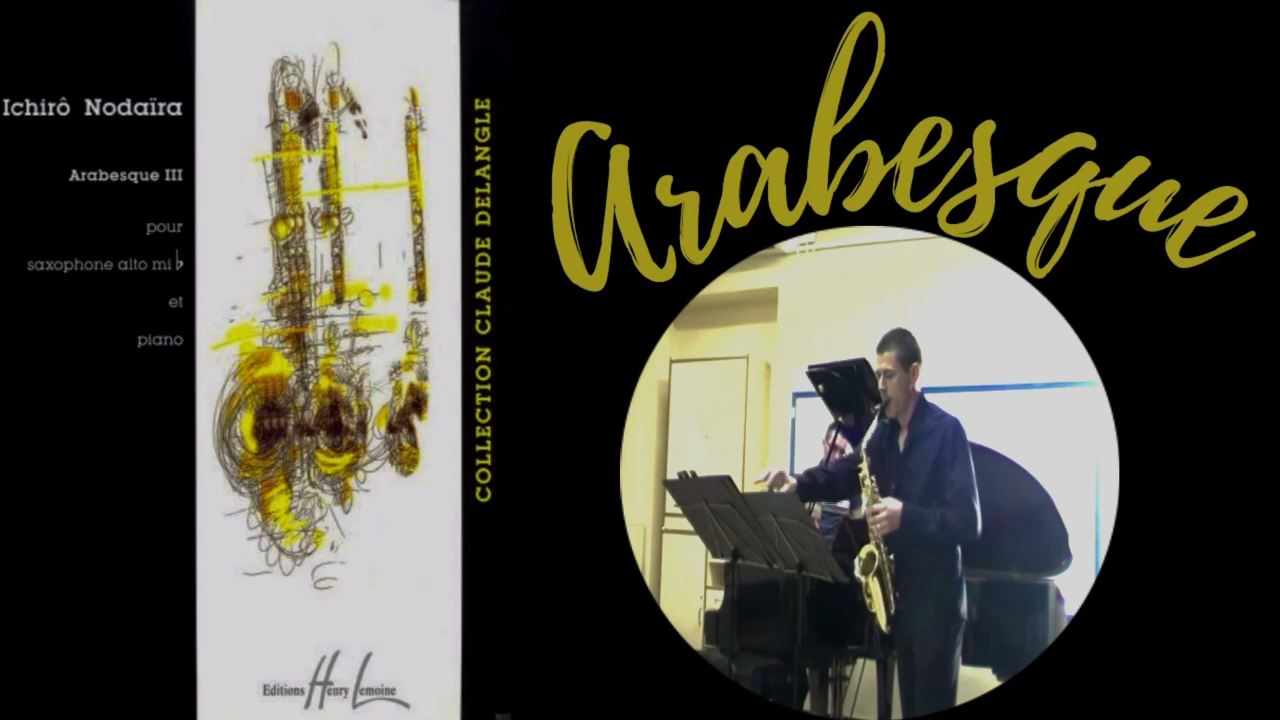 Ichirô Nodaïra
Arabesque III
pour
saxophone alto mi♭
et
piano
COLLECTION CLAUDE DELANGLE
Editions Henry Lemoine
Arabesque